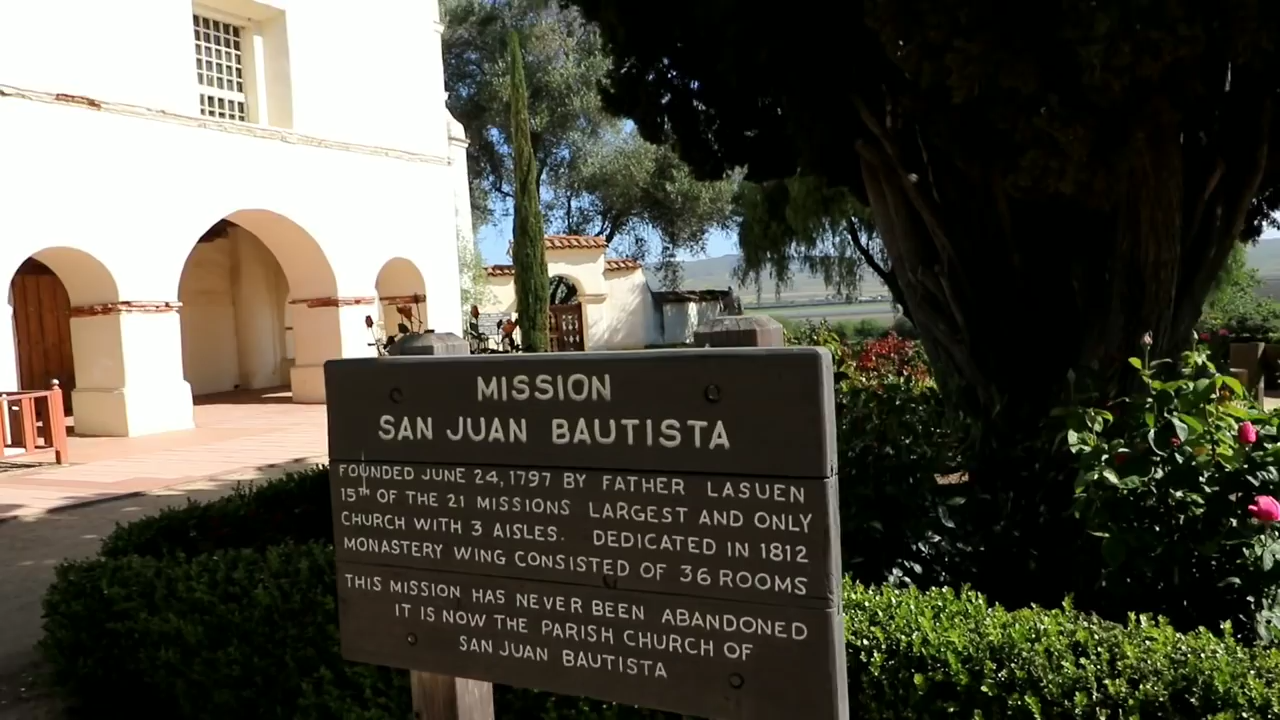 MISSION
SAN JUAN BAUTISTA
FOUNDED JUNE 24, 1797 BY FATHER LASUEN
15TH OF THE 21 MISSIONS LARGEST AND ONLY
CHURCH WITH 3 AISLES. DEDICATED IN 1812
MONASTERY WING CONSISTED OF 36 ROOMS
THIS MISSION HAS NEVER BEEN ABANDONED
IT IS NOW THE PARISH CHURCH OF
SAN JUAN BAUTISTA